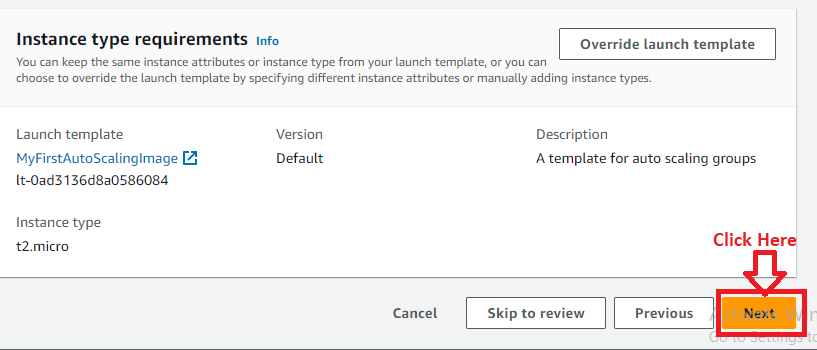 Instance type requirements Info
Override launch template
You can keep the same instance attributes or instance type from your launch template, or you can
choose to override the launch template by specifying different instance attributes or manually adding instance types.
Launch template
Version
Description
MyFirstAutoScalingImage
Default
A template for auto scaling groups
lt-0ad3136d8a0586084
Instance type
t2.micro
Click Here
Cancel
Skip to review
Previous
Next
Go to Settings to